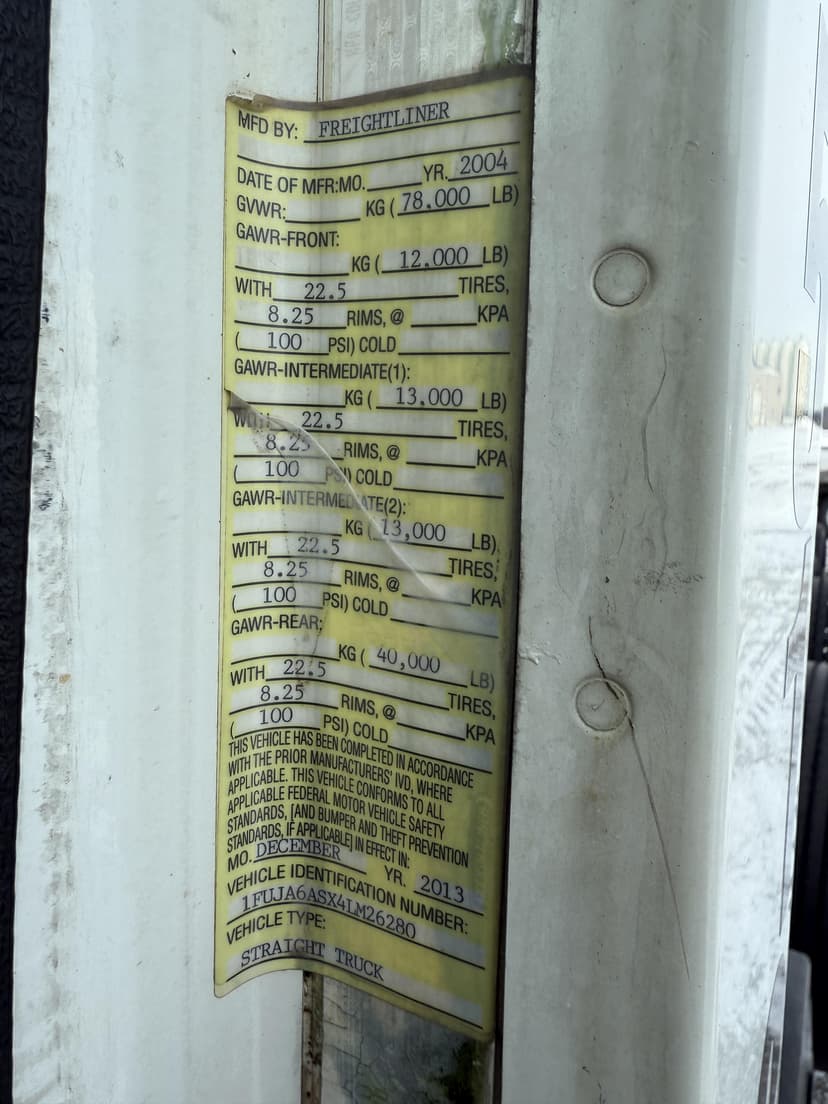 MFD BY: FREIGHTLINER
DATE OF MFR:MO. YR. 2004
GVWR: KG ( 78.000 LB)
GAWR-FRONT:
KG ( 12.000 LB)
WITH 22.5 TIRES,
8.25 RIMS, @ KPA
( 100 PSI) COLD
GAWR-INTERMEDIATE(1):
KG ( 13.000 LB)
WITH 22.5 TIRES,
8.25 RIMS, @ KPA
( 100 PSI) COLD
GAWR-INTERMEDIATE(2):
KG ( 13,000 LB)
WITH 22.5 TIRES,
8.25 RIMS, @ KPA
( 100 PSI) COLD
GAWR-REAR:
KG ( 40,000 LB)
WITH 22.5 TIRES,
8.25 RIMS, @ KPA
( 100 PSI) COLD
THIS VEHICLE HAS BEEN COMPLETED IN ACCORDANCE
WITH THE PRIOR MANUFACTURERS' IVD, WHERE
APPLICABLE. THIS VEHICLE CONFORMS TO ALL
APPLICABLE FEDERAL MOTOR VEHICLE SAFETY
STANDARDS, [AND BUMPER AND THEFT PREVENTION
STANDARDS, IF APPLICABLE] IN EFFECT IN:
MO. DECEMBER YR. 2013
VEHICLE IDENTIFICATION NUMBER:
1FUJA6ASX4LM26280
VEHICLE TYPE:
STRAIGHT TRUCK